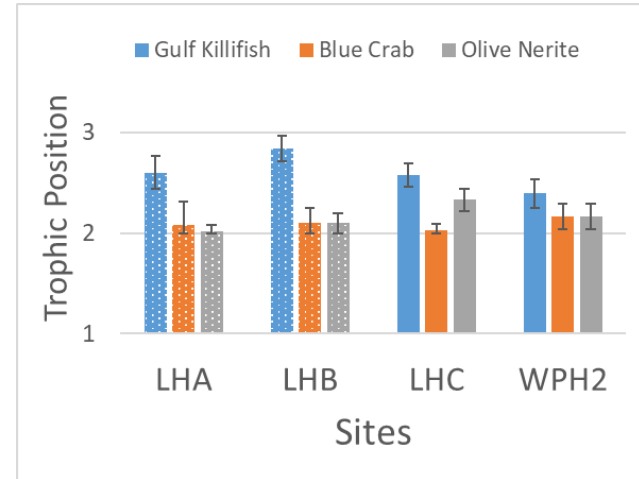 Gulf Killifish Blue Crab Olive Nerite
Trophic Position
3
2
1
LHA LHB LHC WPH2
Sites